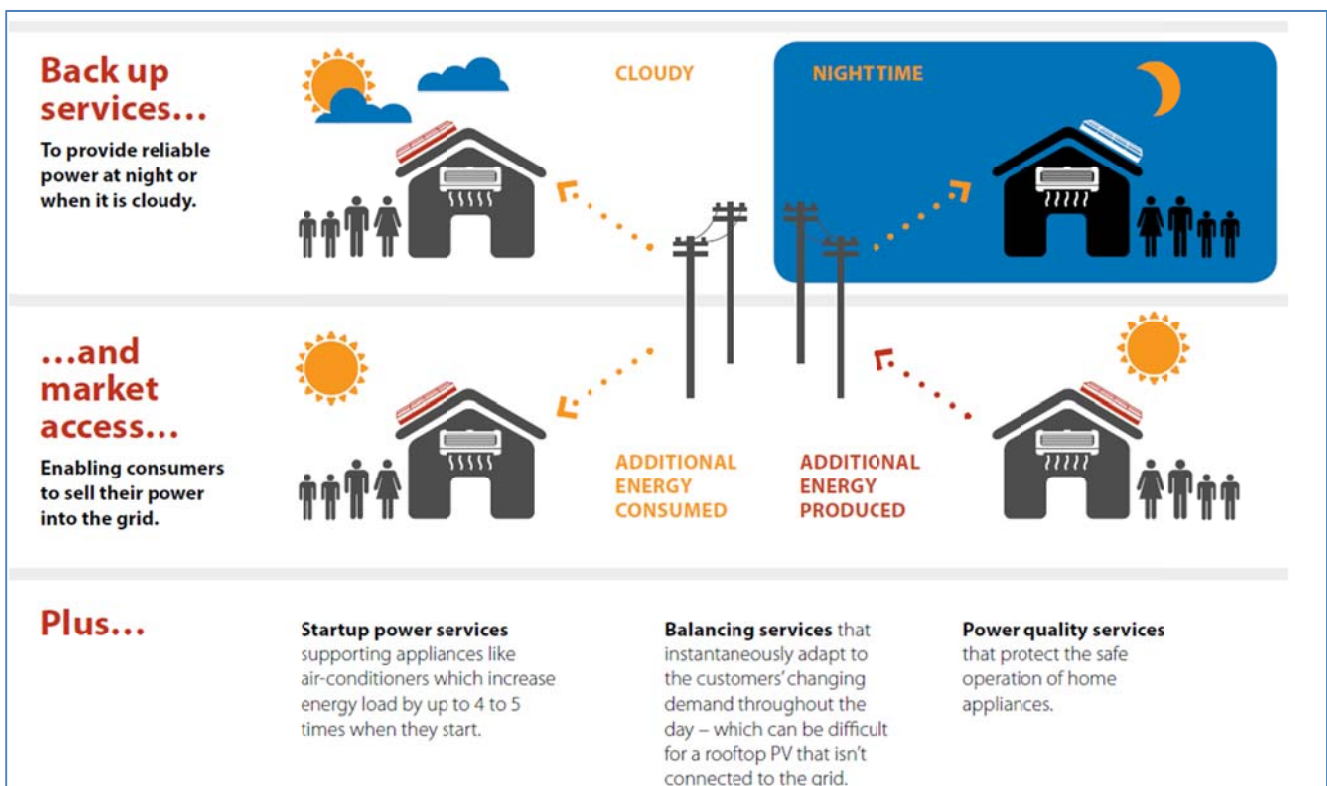 Back up
services...
To provide reliable
power at night or
when it is cloudy.
CLOUDY
NIGHTTIME
...and
market
access...
Enabling consumers
to sell their power
into the grid.
ADDITIONAL
ENERGY
CONSUMED
ADDITIONAL
ENERGY
PRODUCED
Plus...
Startup power services
supporting appliances like
air-conditioners which increase
energy load by up to 4 to 5
times when they start.
Balancing services that
instantaneously adapt to
the customers' changing
demand throughout the
day – which can be difficult
for a rooftop PV that isn't
connected to the grid.
Power quality services
that protect the safe
operation of home
appliances.